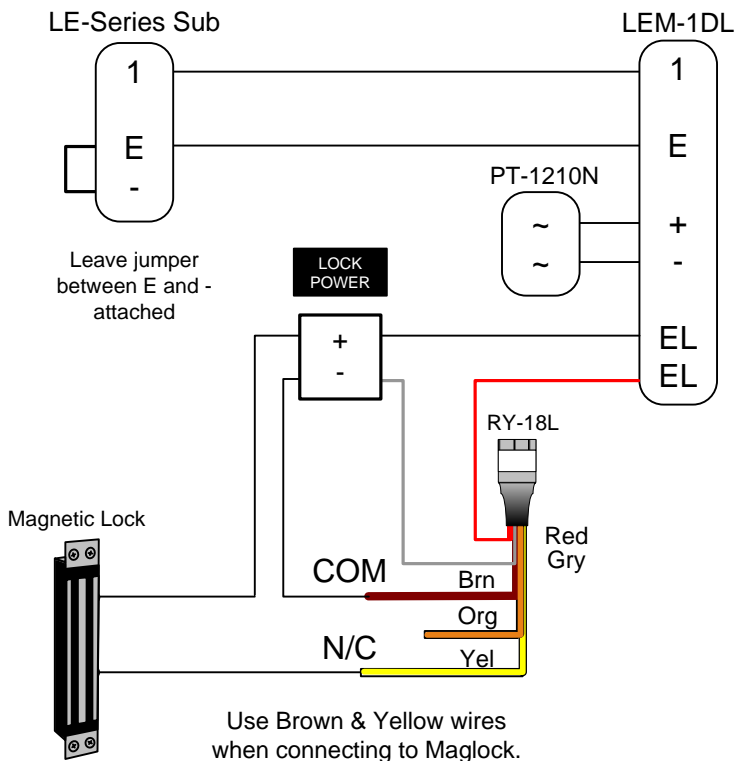 LE-Series Sub
LEM-1DL
1
1
E
E
-
PT-1210N
~
+
~
-
Leave jumper
between E and -
attached
LOCK
POWER
+
-
EL
EL
RY-18L
Magnetic Lock
Red
Gry
COM
Brn
Org
N/C
Yel
Use Brown & Yellow wires
when connecting to Maglock.